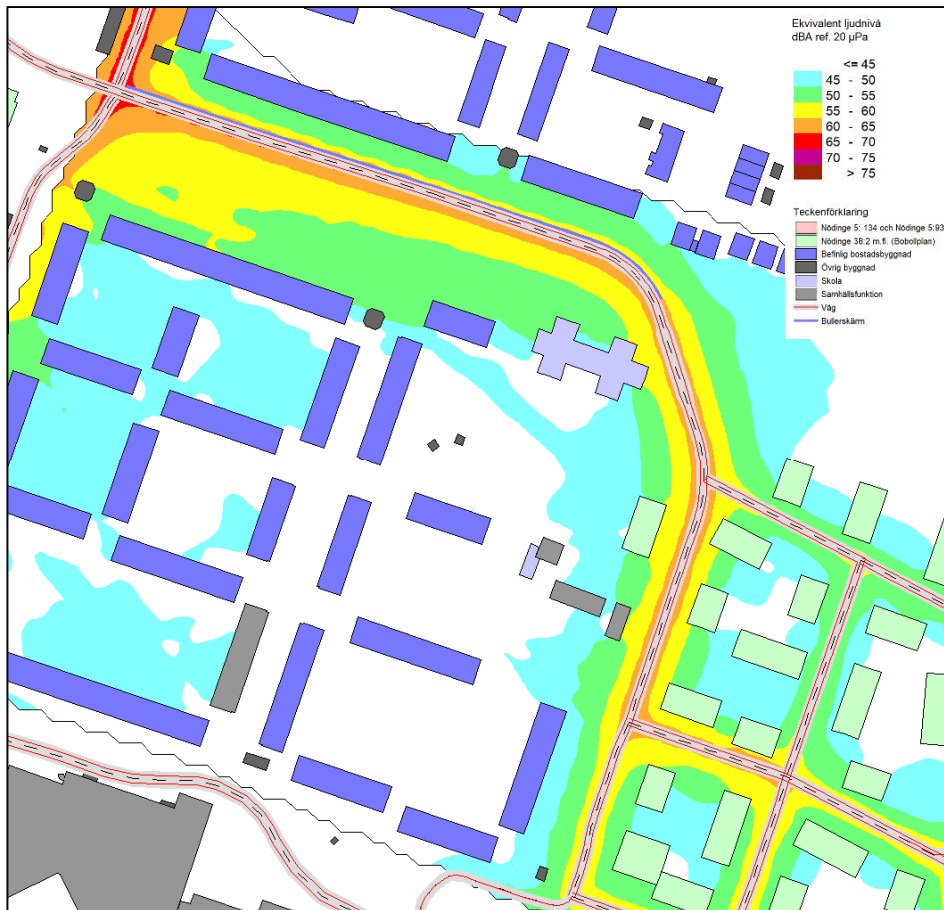 Ekvivalent ljudnivå
dBA ref. 20 µPa
<= 45
45 - 50
50 - 55
55 - 60
60 - 65
65 - 70
70 - 75
> 75
Teckenförklaring
Nödinge 5: 134 och Nödinge 5:93
Nödinge 38:2 m.fl. (Bobollplan)
Befinlig bostadsbyggnad
Övrig byggnad
Skola
Samhällsfunktion
Väg
Bullerskärm